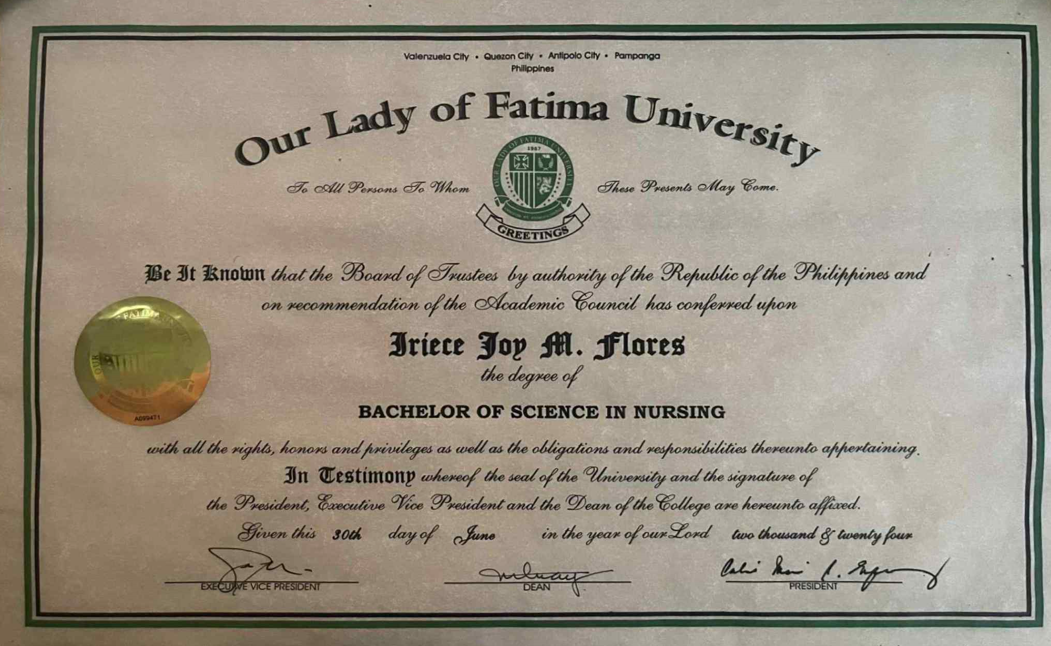 Valenzuela City • Quezon City • Antipolo City • Pampanga
Philippines
Our Lady of Fatima University
OUR LADY OF FATIMA UNIVERSITY
1967
To All Persons To Whom These Presents May Come.
GREETINGS
Be It Known that the Board of Trustees by authority of the Republic of the Philippines and
on recommendation of the Academic Council has conferred upon
Iriece Joy M. Flores
the degree of
BACHELOR OF SCIENCE IN NURSING
with all the rights, honors and privileges as well as the obligations and responsibilities thereunto appertaining.
In Testimony whereof the seal of the University and the signature of
the President, Executive Vice President and the Dean of the College are hereunto affixed.
Given this 30th day of June in the year of our Lord two thousand & twenty four
EXECUTIVE VICE PRESIDENT
DEAN
PRESIDENT